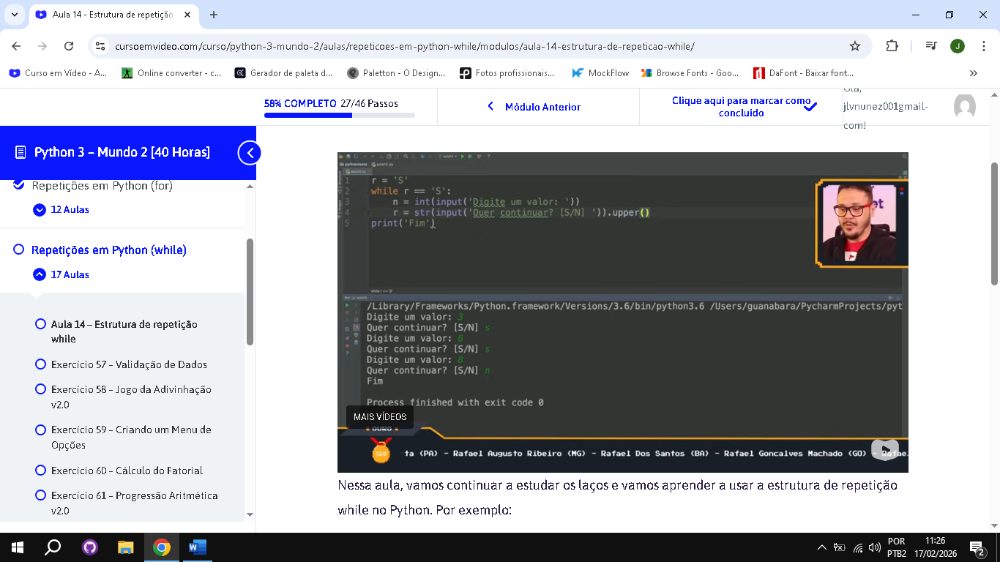 Aula 14 - Estrutura de repetição
cursoemvideo.com/curso/python-3-mundo-2/aulas/repeticoes-em-python-while/modulos/aula-14-estrutura-de-repeticao-while/
J
Curso em Vídeo - A...
Online converter - c...
Gerador de paleta d...
Paletton - O Design...
Fotos profissionais...
MockFlow
Browse Fonts - Goo...
DaFont - Baixar font...
58% COMPLETO 27/46 Passos
Módulo Anterior
Clique aqui para marcar como
concluido
Olá,
jlvnunez001gmail-
com!
Python 3 – Mundo 2 [40 Horas]
Repetições em Python (for)
12 Aulas
Repetições em Python (while)
17 Aulas
Aula 14 – Estrutura de repetição
while
Exercício 57 – Validação de Dados
Exercício 58 – Jogo da Adivinhação
v2.0
Exercício 59 – Criando um Menu de
Opções
Exercício 60 – Cálculo do Fatorial
Exercício 61 – Progressão Aritmética
v2.0
1 r = 'S'
2 while r == 'S':
3 n = int(input('Digite um valor: '))
4 r = str(input('Quer continuar? [S/N] ')).upper()
5 print('Fim')
/Library/Frameworks/Python.framework/Versions/3.6/bin/python3.6 /Users/guanabara/PycharmProjects/pyt
Digite um valor: 3
Quer continuar? [S/N] s
Digite um valor: 6
Quer continuar? [S/N] s
Digite um valor: 8
Quer continuar? [S/N] n
Fim
Process finished with exit code 0
MAIS VÍDEOS
OURO
ta (PA) - Rafael Augusto Ribeiro (MG) - Rafael Dos Santos (BA) - Rafael Goncalves Machado (GO) - Rafael
Nessa aula, vamos continuar a estudar os laços e vamos aprender a usar a estrutura de repetição
while no Python. Por exemplo:
POR
PTB2
11:26
17/02/2026
2